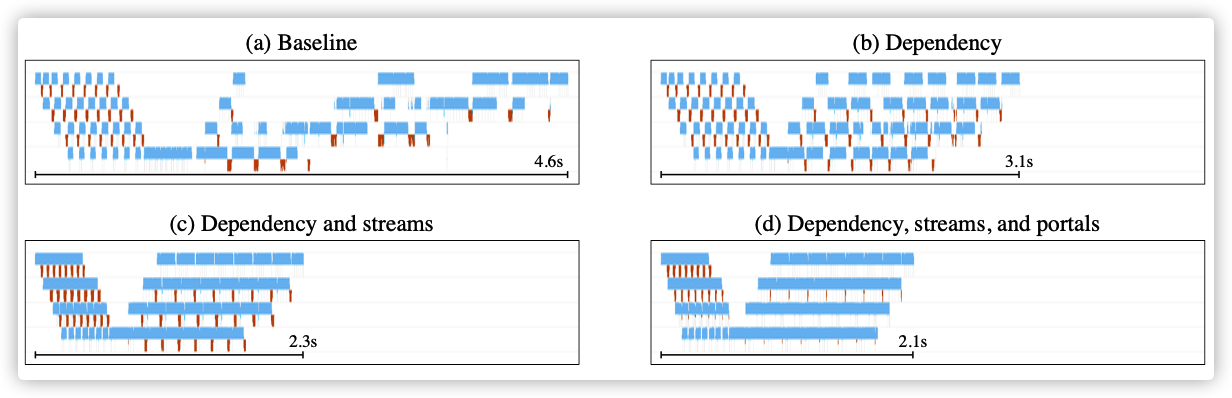 (a) Baseline
(b) Dependency
4.6s
3.1s
(c) Dependency and streams
(d) Dependency, streams, and portals
2.3s
2.1s